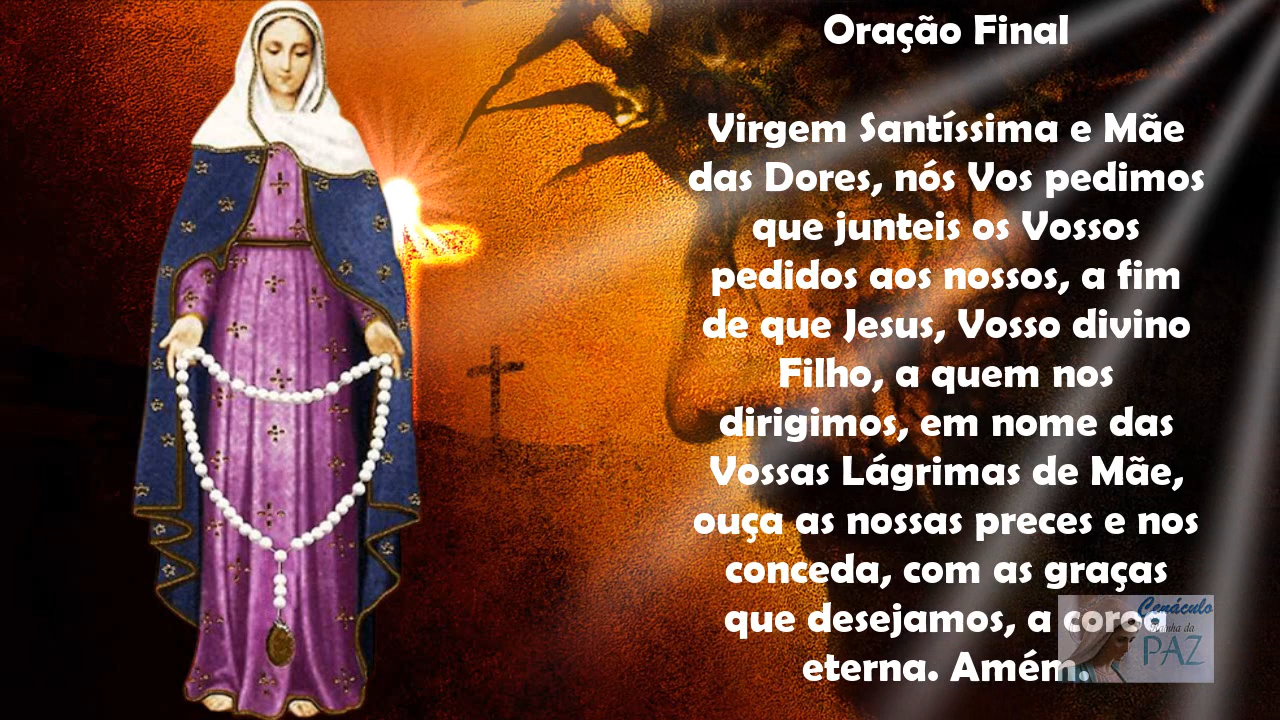 Oração Final
Virgem Santíssima e Mãe
das Dores, nós Vos pedimos
que junteis os Vossos
pedidos aos nossos, a fim
de que Jesus, Vosso divino
Filho, a quem nos
dirigimos, em nome das
Vossas Lágrimas de Mãe,
ouça as nossas preces e nos
conceda, com as graças
que desejamos, a coroa
eterna. Amém.
Cenáculo
Rainha da
PAZ